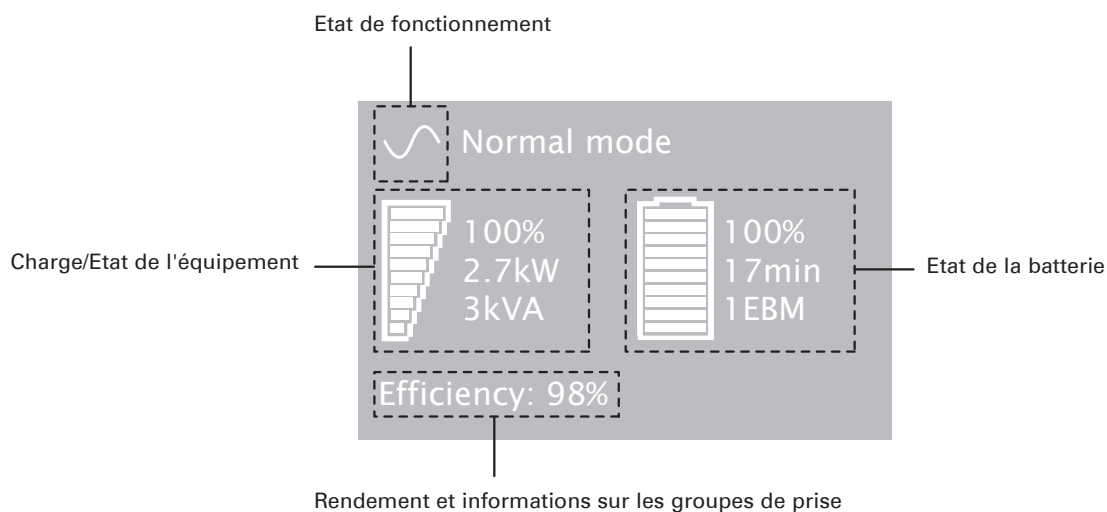 Etat de fonctionnement
Normal mode
Charge/Etat de l'équipement
100%
2.7kW
3kVA
100%
17min
1EBM
Etat de la batterie
Efficiency: 98%
Rendement et informations sur les groupes de prise